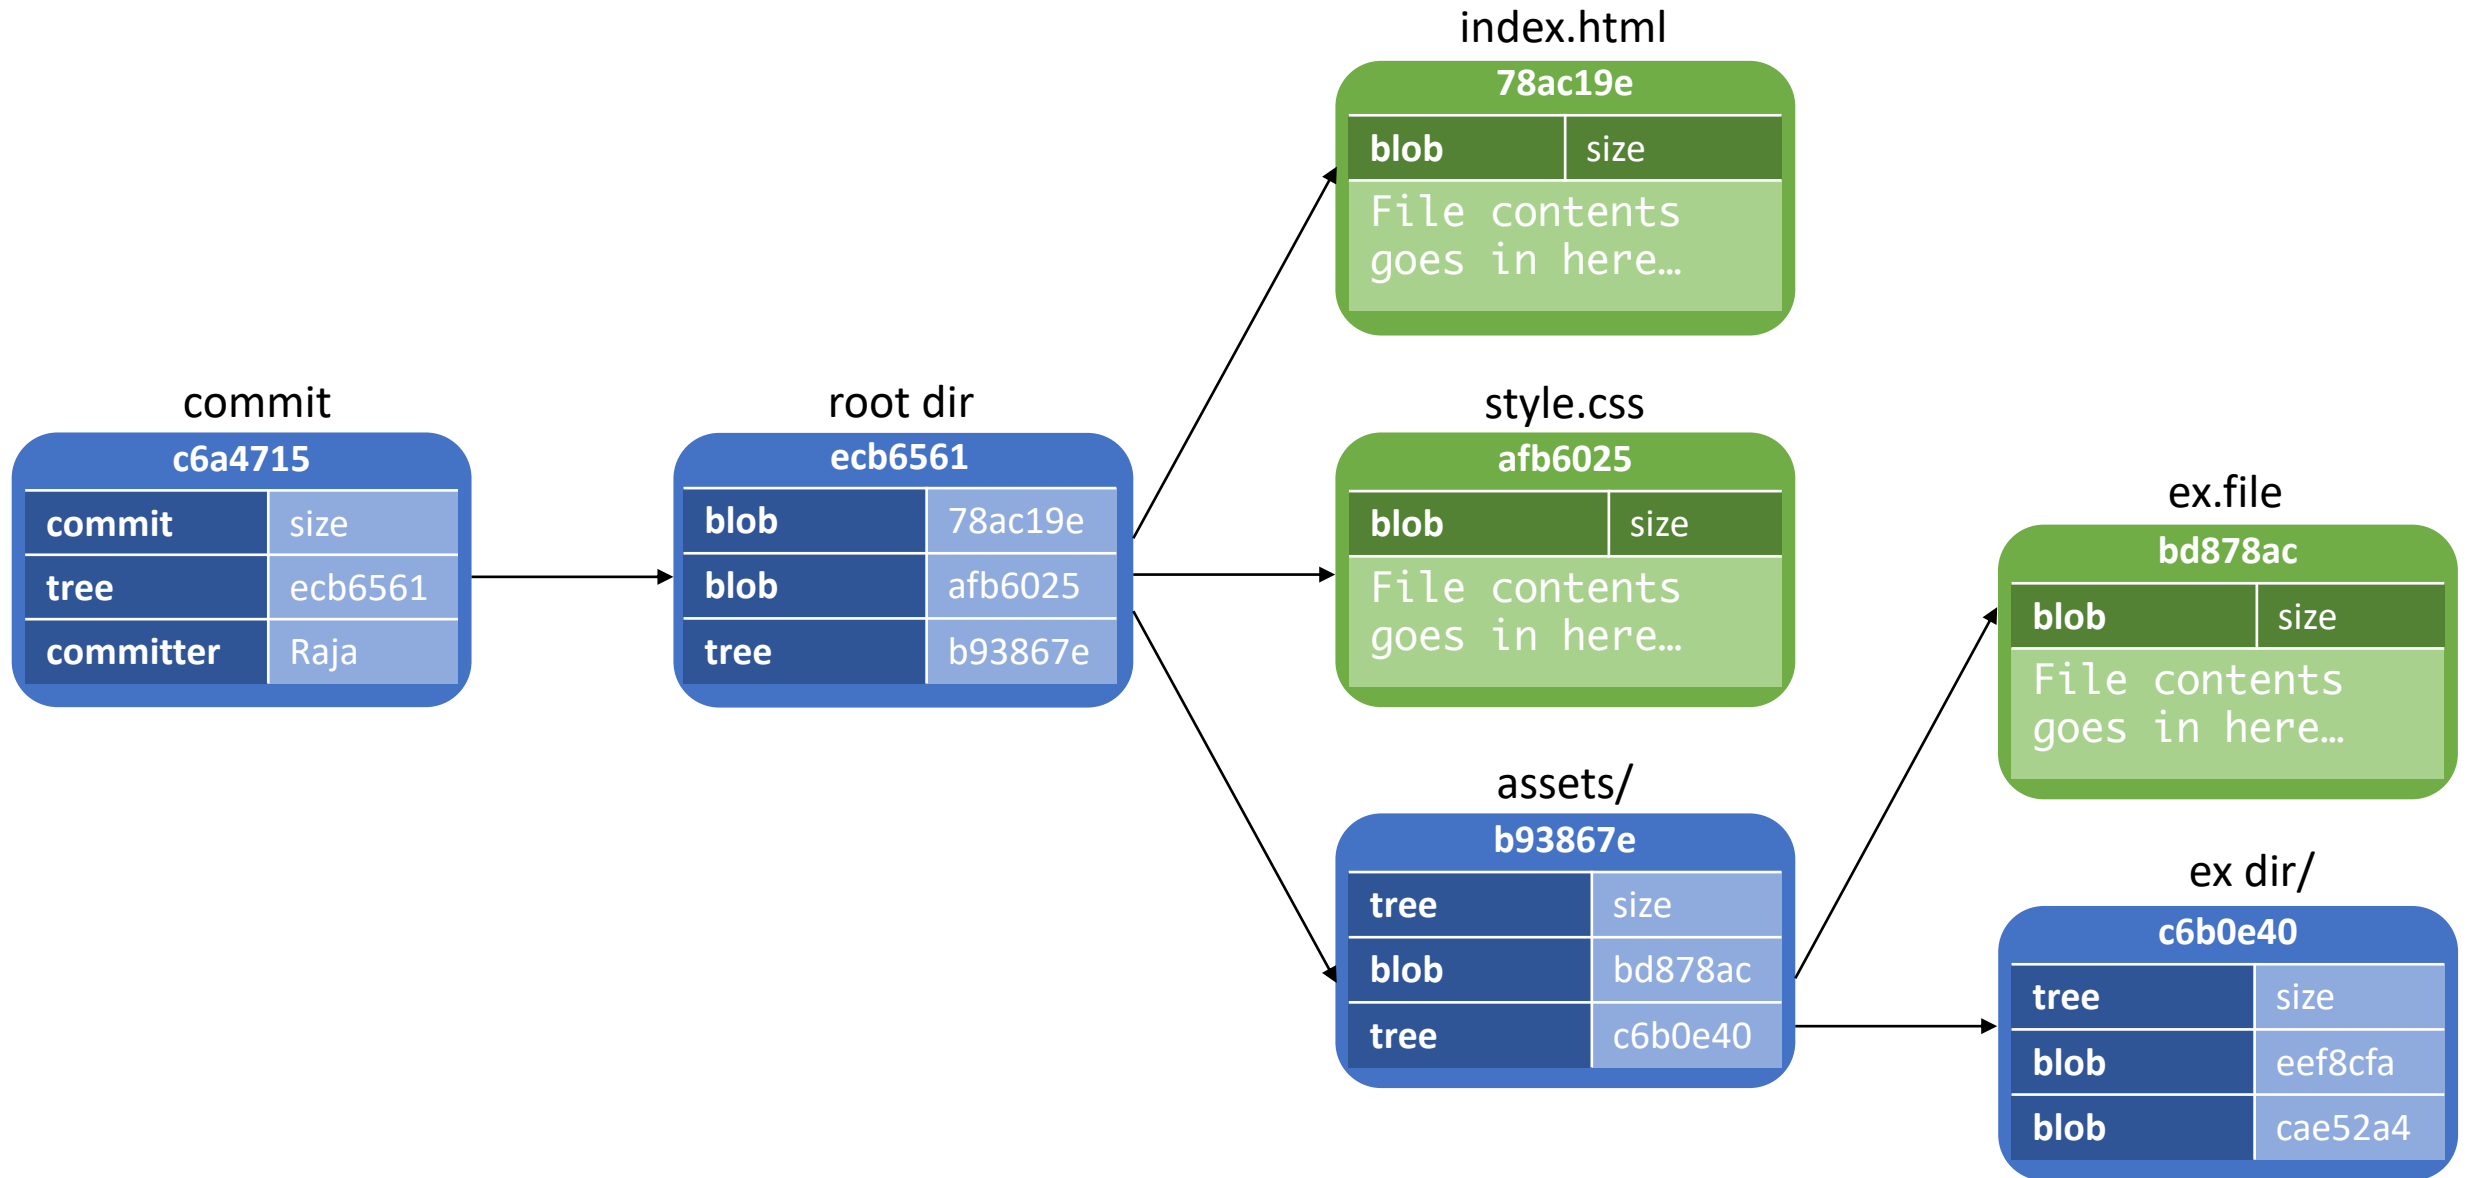 commit
c6a4715
commit size
tree ecb6561
committer Raja
root dir
ecb6561
blob 78ac19e
blob afb6025
tree b93867e
index.html
78ac19e
blob size
File contents
goes in here…
style.css
afb6025
blob size
File contents
goes in here…
assets/
b93867e
tree size
blob bd878ac
tree c6b0e40
ex.file
bd878ac
blob size
File contents
goes in here…
ex dir/
c6b0e40
tree size
blob eef8cfa
blob cae52a4